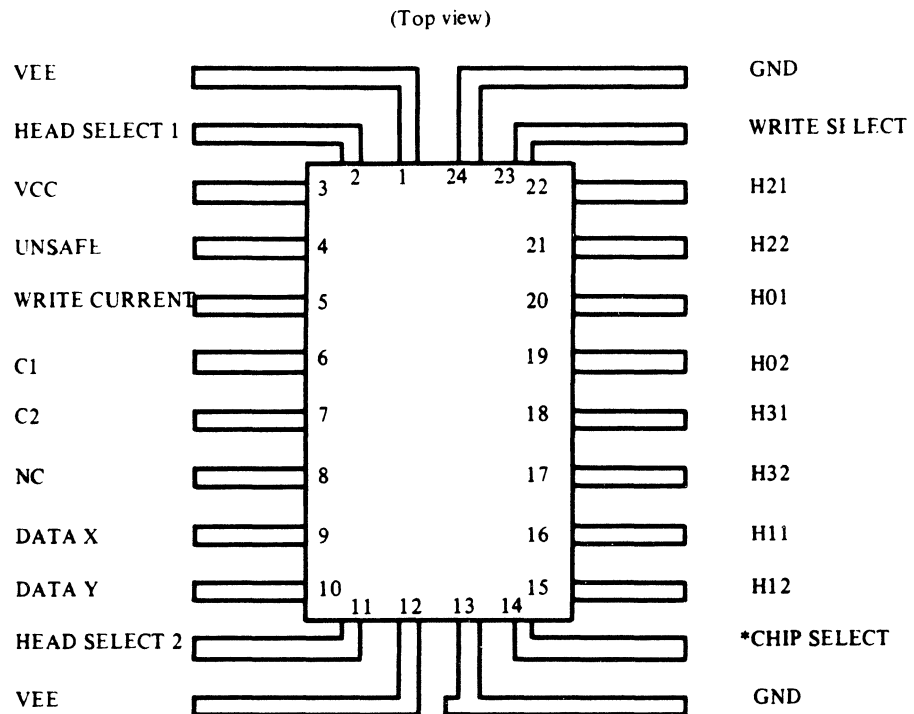 (Top view)
VEE GND
HEAD SELECT 1 WRITE SELECT
2 1 24 23
VCC 3 22 H21
UNSAFE 4 21 H22
WRITE CURRENT 5 20 H01
C1 6 19 H02
C2 7 18 H31
NC 8 17 H32
DATA X 9 16 H11
DATA Y 10 15 H12
11 12 13 14
HEAD SELECT 2 *CHIP SELECT
VEE GND